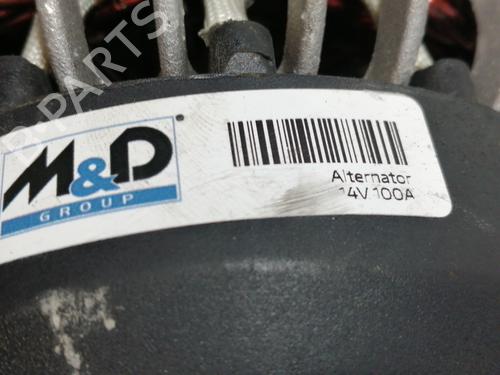 B-PARTS
M&D
GROUP
®
Alternator
14V 100A